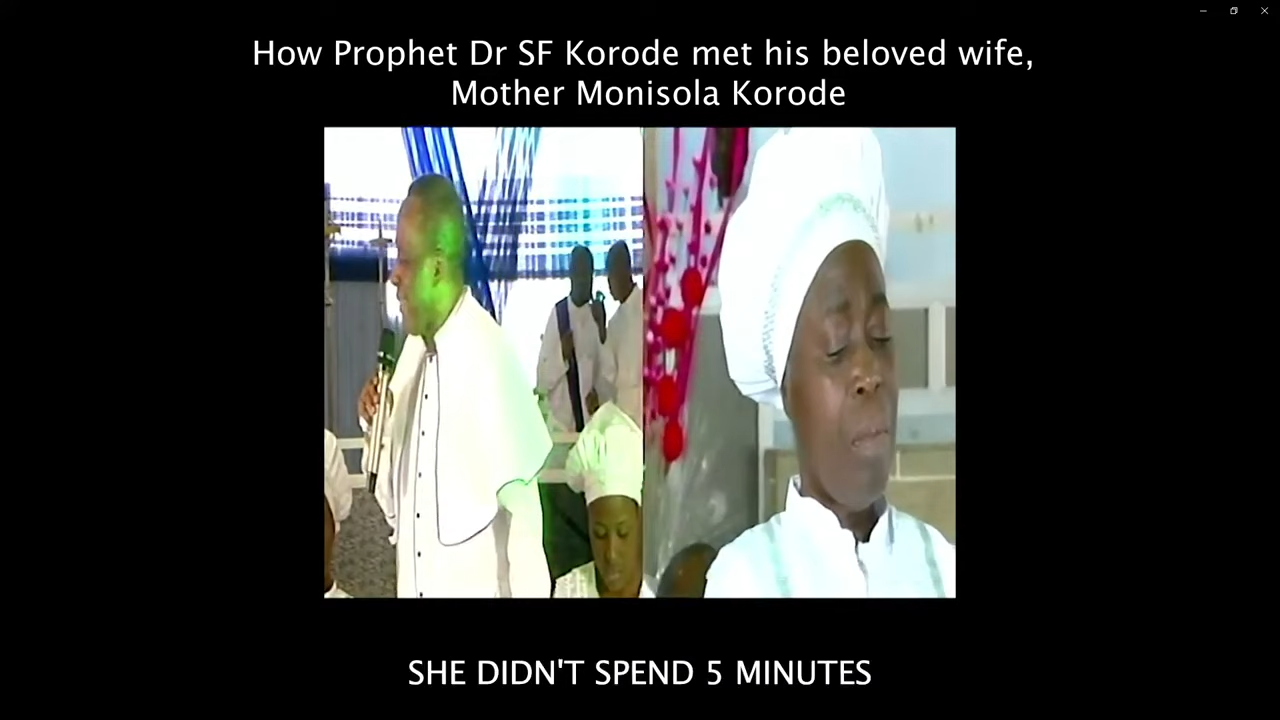 How Prophet Dr SF Korode met his beloved wife,
Mother Monisola Korode
SHE DIDN'T SPEND 5 MINUTES